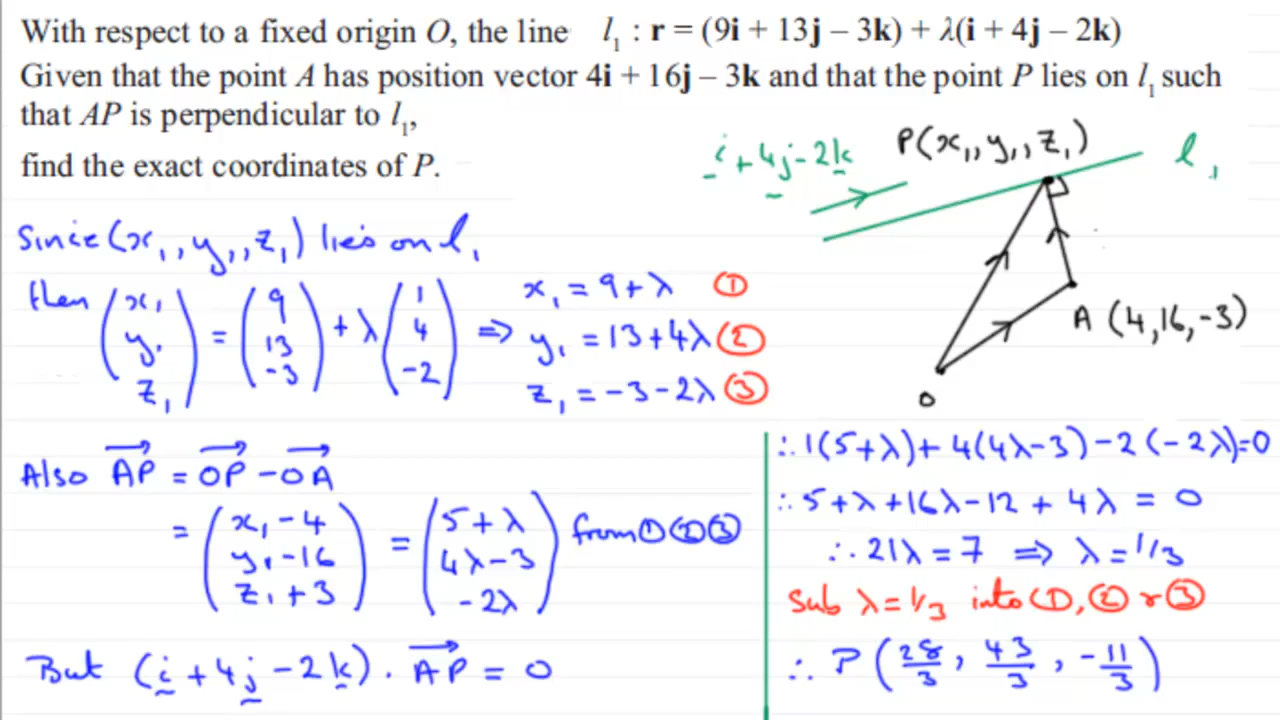 With respect to a fixed origin O, the line l₁ : r = (9i + 13j – 3k) + λ(i + 4j – 2k)
Given that the point A has position vector 4i + 16j – 3k and that the point P lies on l₁ such
that AP is perpendicular to l₁,
find the exact coordinates of P.
i + 4j - 2k
P(x₁, y₁, z₁)
l₁
A (4, 16, -3)
O
Since (x₁, y₁, z₁) lies on l₁
then (x₁ y₁ z₁) = (9 13 -3) + λ(1 4 -2) ⇒
x₁ = 9 + λ ①
y₁ = 13 + 4λ ②
z₁ = -3 - 2λ ③
Also →AP = →OP - →OA
= (x₁ - 4 y₁ - 16 z₁ + 3) = (5 + λ 4λ - 3 - 2λ) from ① ② ③
But (i + 4j - 2k) . →AP = 0
∴ 1(5 + λ) + 4(4λ - 3) - 2(-2λ) = 0
∴ 5 + λ + 16λ - 12 + 4λ = 0
∴ 21λ = 7 ⇒ λ = 1/3
Sub λ = 1/3 into ①, ② & ③
∴ P (28/3, 43/3, -11/3)